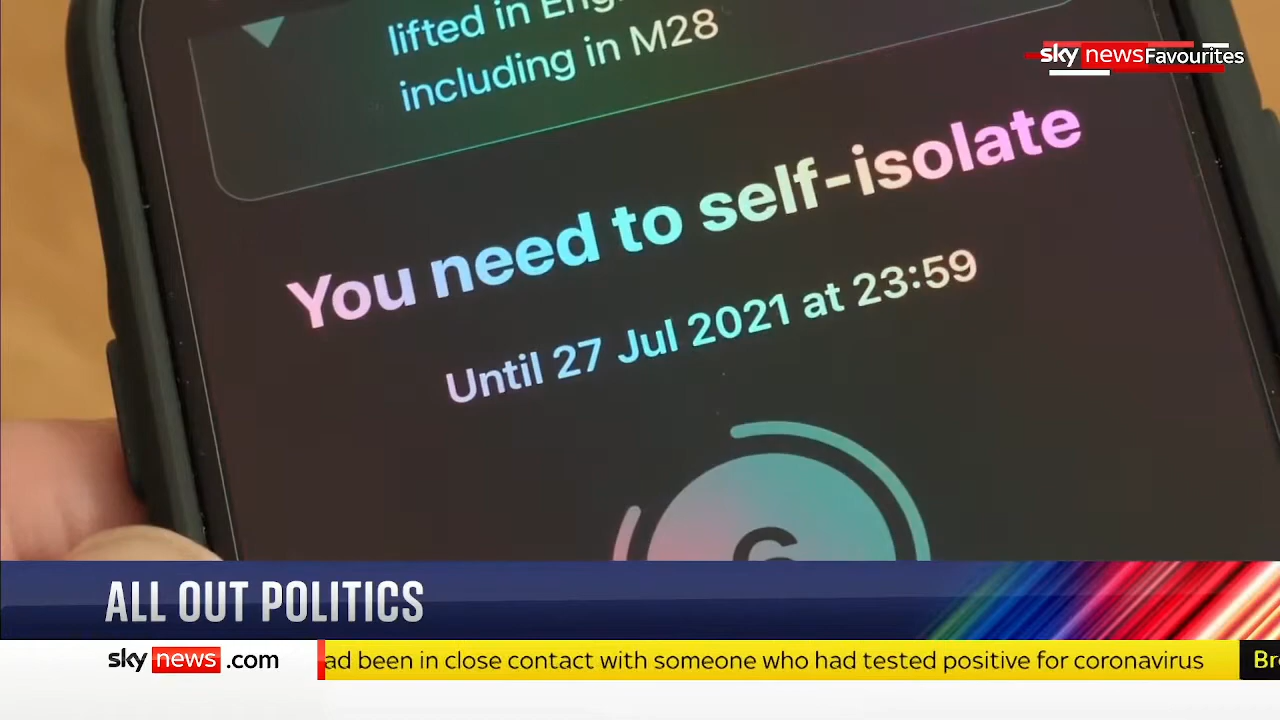 lifted in
including in M28
sky news Favourites
You need to self-isolate
Until 27 Jul 2021 at 23:59
ALL OUT POLITICS
sky news .com
ad been in close contact with someone who had tested positive for coronavirus